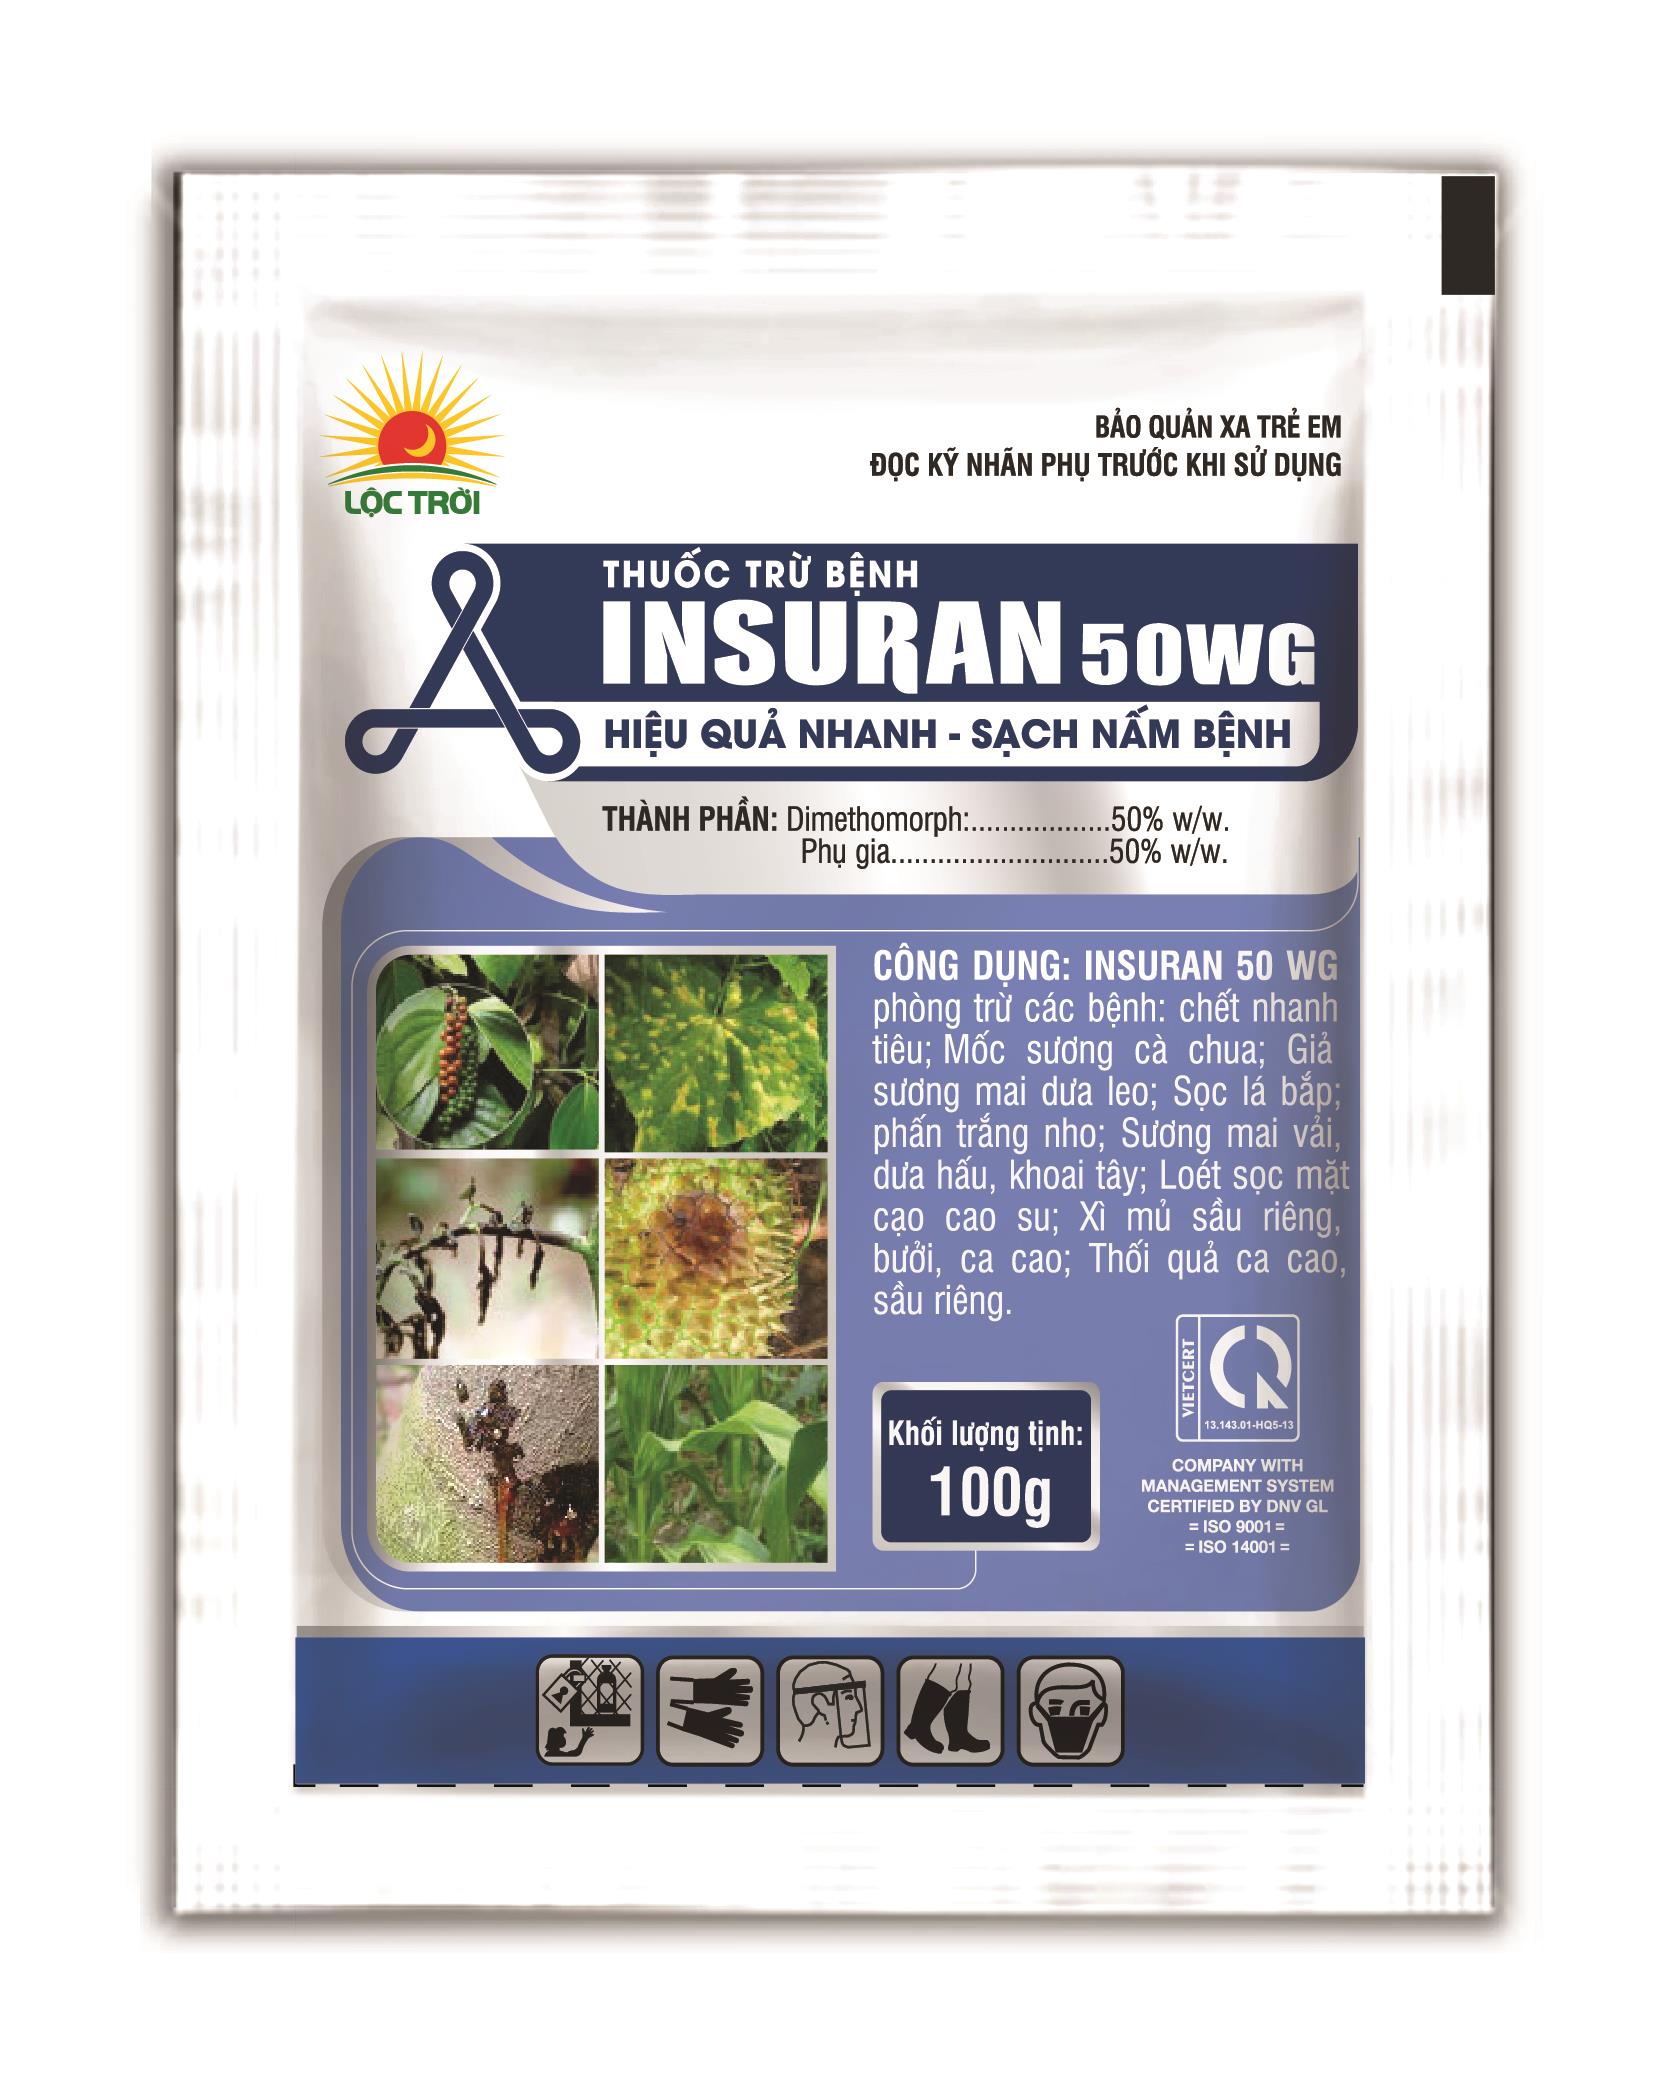 LỘC TRỜI
BẢO QUẢN XA TRẺ EM
ĐỌC KỸ NHÃN PHỤ TRƯỚC KHI SỬ DỤNG
THUỐC TRỪ BỆNH
INSURAN 50WG
HIỆU QUẢ NHANH - SẠCH NẤM BỆNH
THÀNH PHẦN: Dimethomorph:..................50% w/w.
Phụ gia............................50% w/w.
CÔNG DỤNG: INSURAN 50 WG
phòng trừ các bệnh: chết nhanh
tiêu; Mốc sương cà chua; Giả
sương mai dưa leo; Sọc lá bắp;
phấn trắng nho; Sương mai vải,
dưa hấu, khoai tây; Loét sọc mặt
cạo cao su; Xì mủ sầu riêng,
bưởi, ca cao; Thối quả ca cao,
sầu riêng.
Khối lượng tịnh:
100g
VIETCERT
13.143.01-HQ5-13
COMPANY WITH
MANAGEMENT SYSTEM
CERTIFIED BY DNV GL
= ISO 9001 =
= ISO 14001 =